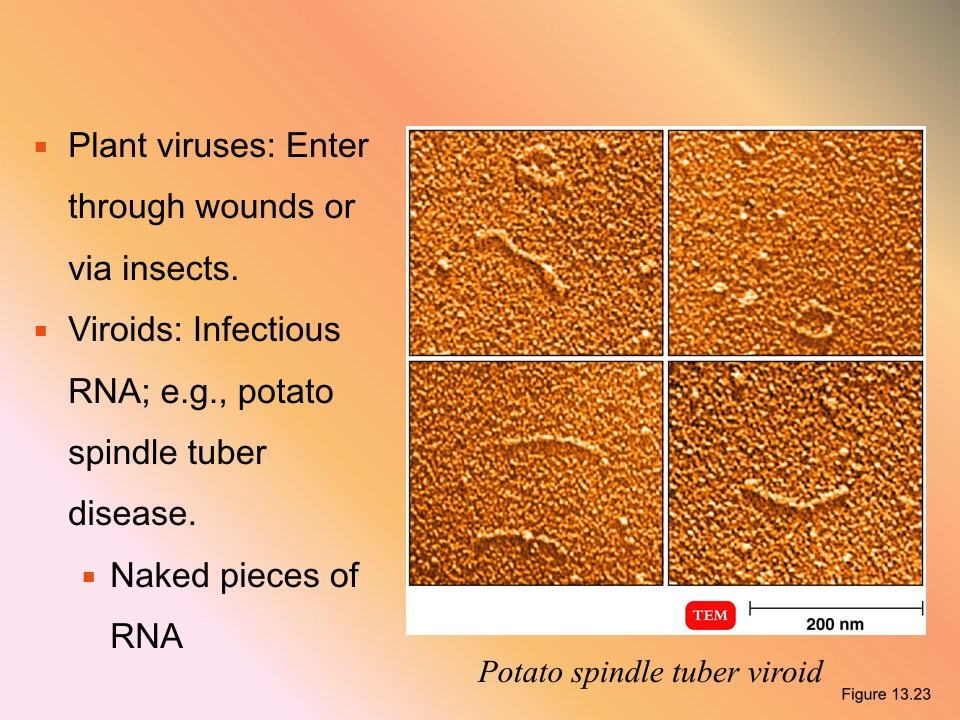 Plant viruses: Enter
through wounds or
via insects.
Viroids: Infectious
RNA; e.g., potato
spindle tuber
disease.
Naked pieces of
RNA
TEM
200 nm
Potato spindle tuber viroid
Figure 13.23